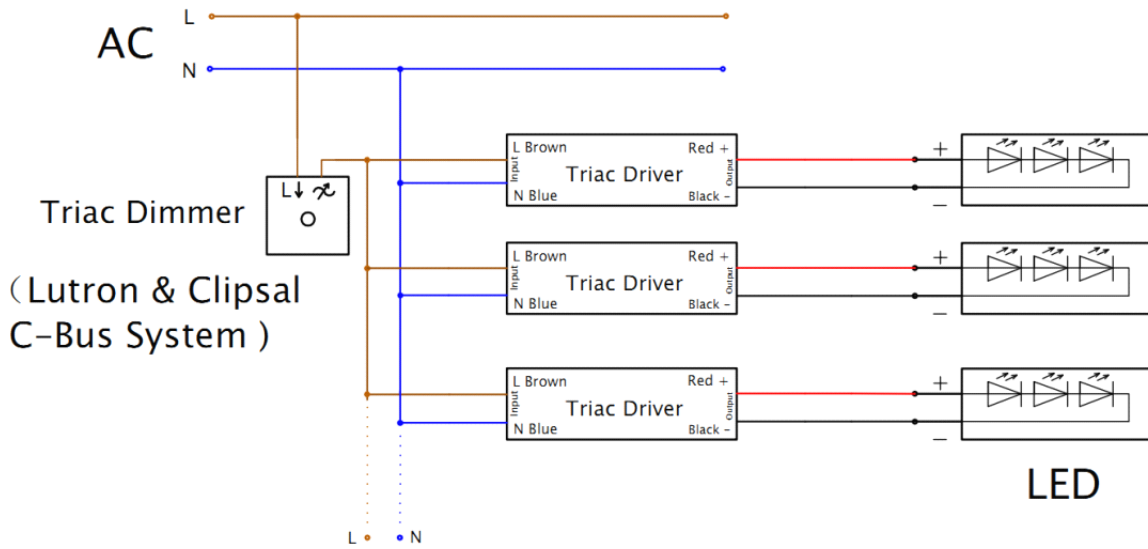 L
AC
N
L Brown
Red +
Input
Triac Driver
Output
N Blue
Black -
+
−
L
Triac Dimmer
(Lutron & Clipsal
C-Bus System )
L Brown
Red +
Input
Triac Driver
Output
N Blue
Black -
+
−
L Brown
Red +
Input
Triac Driver
Output
N Blue
Black -
+
−
LED
L
N